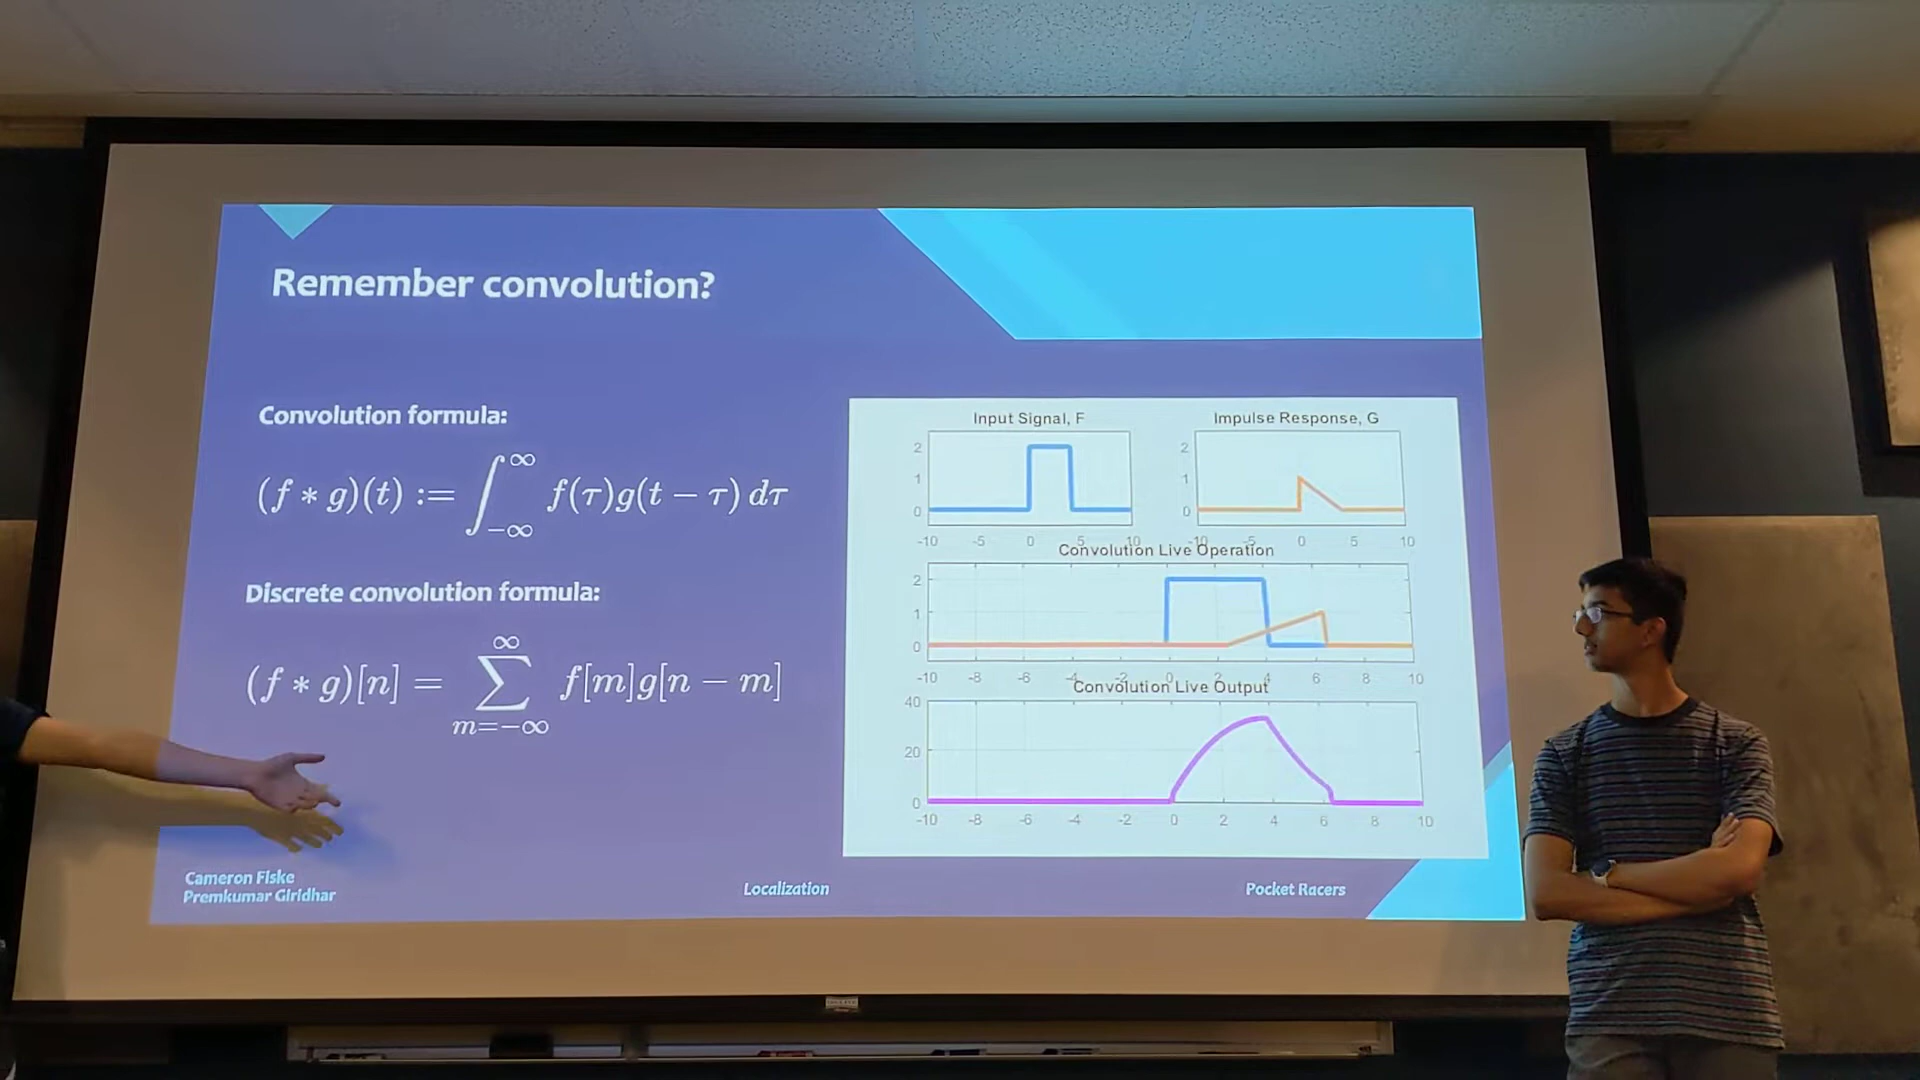 Remember convolution?
Convolution formula:
(f ∗ g)(t) := ∫_{−∞}^{∞} f(τ)g(t − τ) dτ
Discrete convolution formula:
(f ∗ g)[n] = ∑_{m=−∞}^{∞} f[m]g[n − m]
Input Signal, F
2
1
0
-10 -5 0 5 10
Impulse Response, G
2
1
0
-10 -5 0 5 10
Convolution Live Operation
2
1
0
-10 -8 -6 -4 -2 0 2 4 6 8 10
Convolution Live Output
40
20
0
-10 -8 -6 -4 -2 0 2 4 6 8 10
Cameron Fiske
Premkumar Giridhar
Localization
Pocket Racers